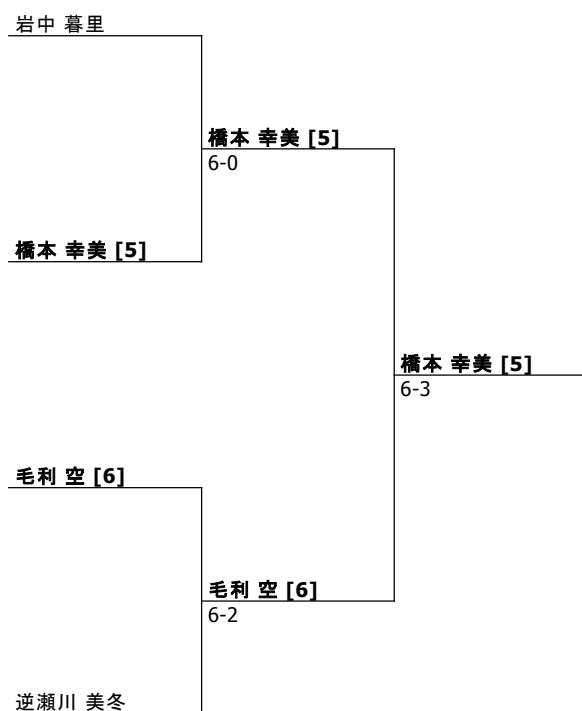 岩中 暮里
橋本 幸美 [5]
6-0
橋本 幸美 [5]
橋本 幸美 [5]
6-3
毛利 空 [6]
毛利 空 [6]
6-2
逆瀬川 美冬